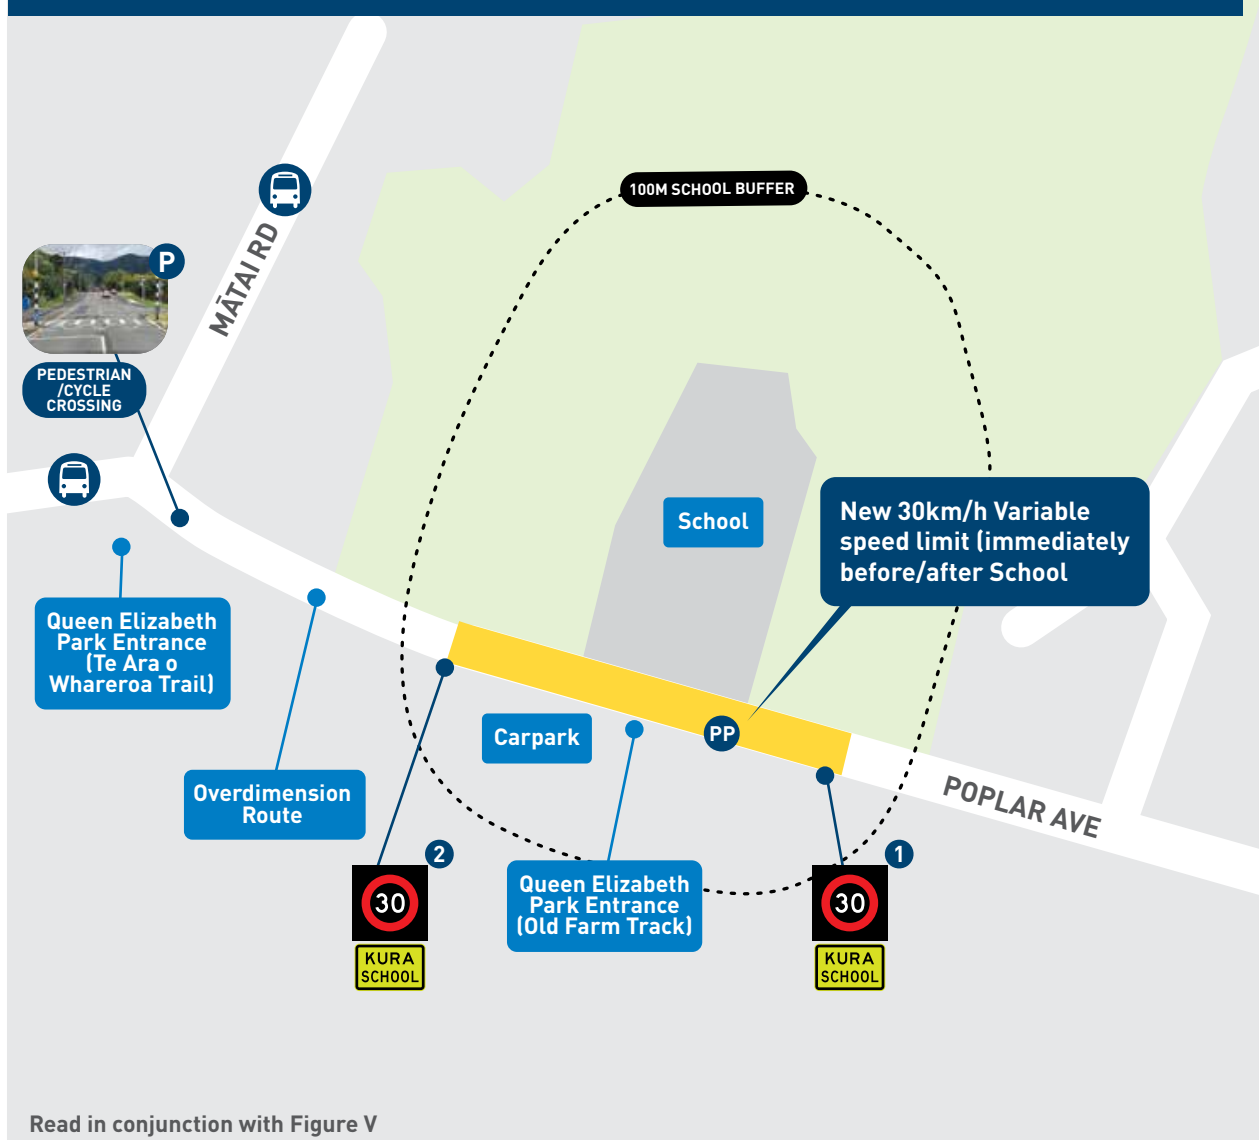 100M SCHOOL BUFFER
MĀTAI RD
P
PEDESTRIAN
/CYCLE
CROSSING
School
New 30km/h Variable
speed limit (immediately
before/after School
Queen Elizabeth
Park Entrance
(Te Ara o
Whareroa Trail)
Carpark
PP
Overdimension
Route
POPLAR AVE
2
30
KURA
SCHOOL
Queen Elizabeth
Park Entrance
(Old Farm Track)
1
30
KURA
SCHOOL
Read in conjunction with Figure V